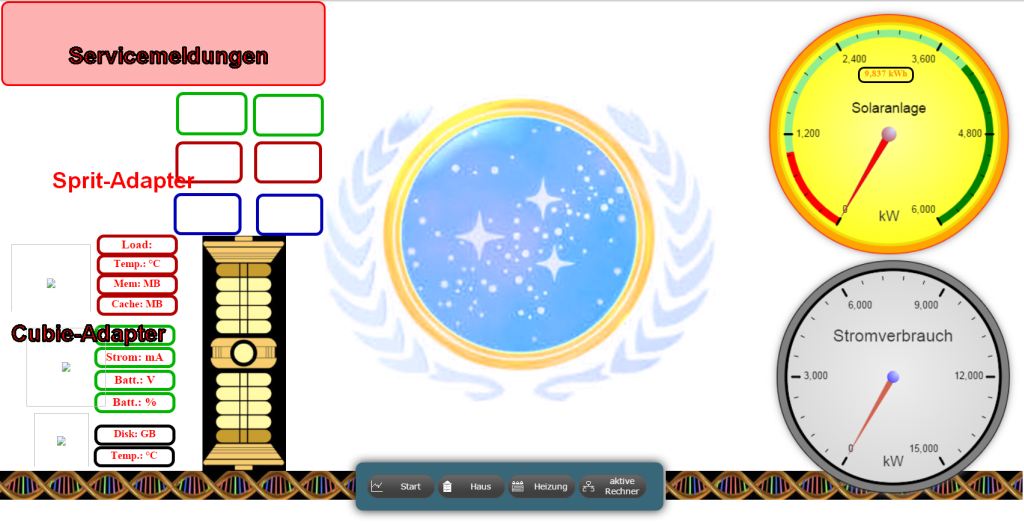 Servicemeldungen
Sprit-Adapter
Load:
Temp.: °C
Mem: MB
Cache: MB
Cubie-Adapter
Strom: mA
Batt.: V
Batt.: %
Disk: GB
Temp.: °C
2,400
3,600
9,837 kWh
Solaranlage
1,200
4,800
0
kW
6,000
6,000
9,000
Stromverbrauch
3,000
12,000
0
kW
15,000
Start
Haus
Heizung
aktive
Rechner